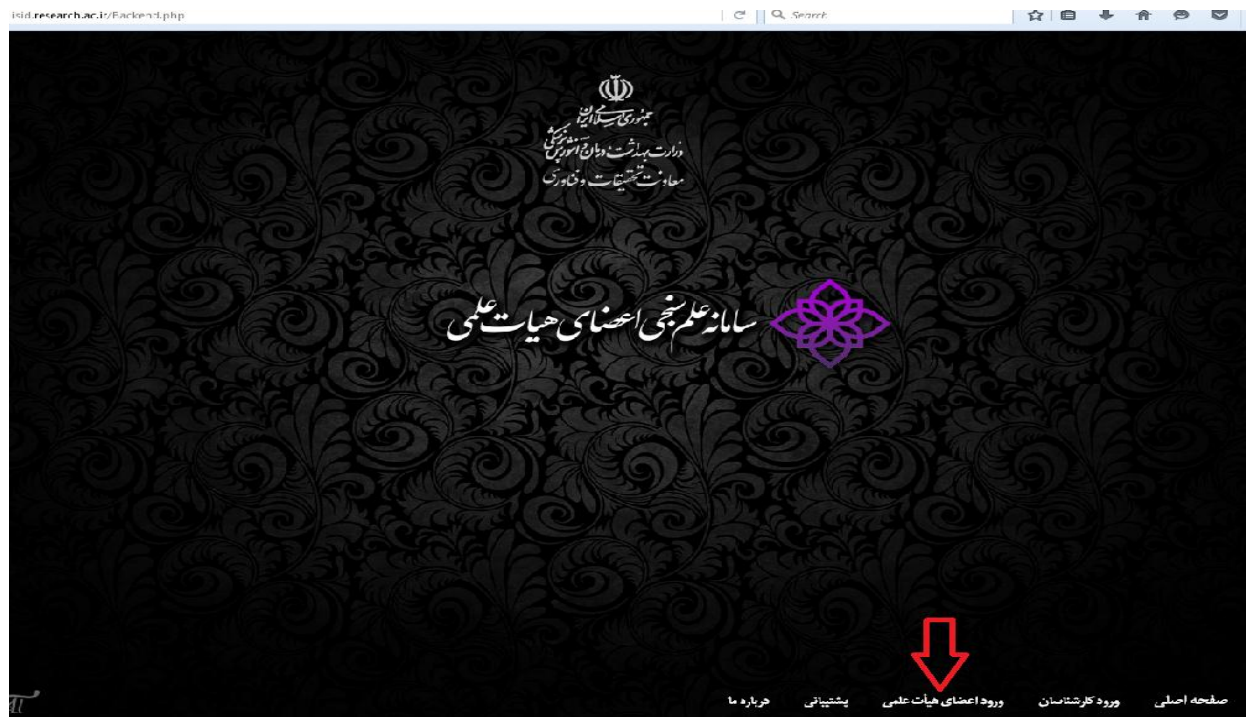 isid.research.ac.ir/Backend.php
Search
جمهوری اسلامی ایران
وزارت بهداشت، درمان و آموزش پزشکی
معاونت تحقیقات و فناوری
سامانه علم سنجی اعضای هیات علمی
صفحه اصلی ورود کارشناسان ورود اعضای هیأت علمی پشتیبانی درباره ما